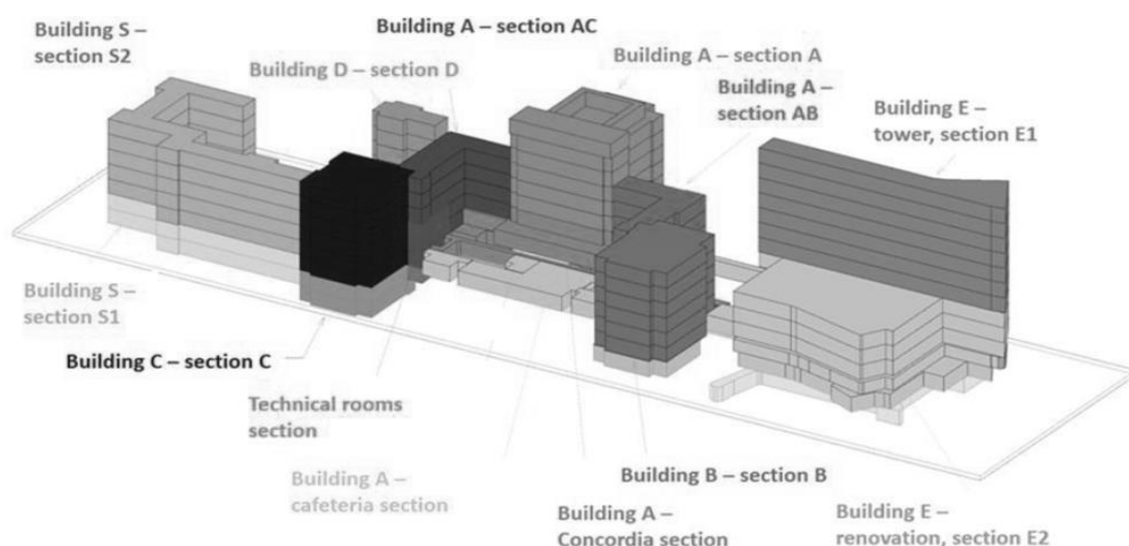 Building S –
section S2
Building A – section AC
Building D – section D
Building A – section A
Building A –
section AB
Building E –
tower, section E1
Building S –
section S1
Building C – section C
Technical rooms
section
Building A –
cafeteria section
Building B – section B
Building A –
Concordia section
Building E –
renovation, section E2